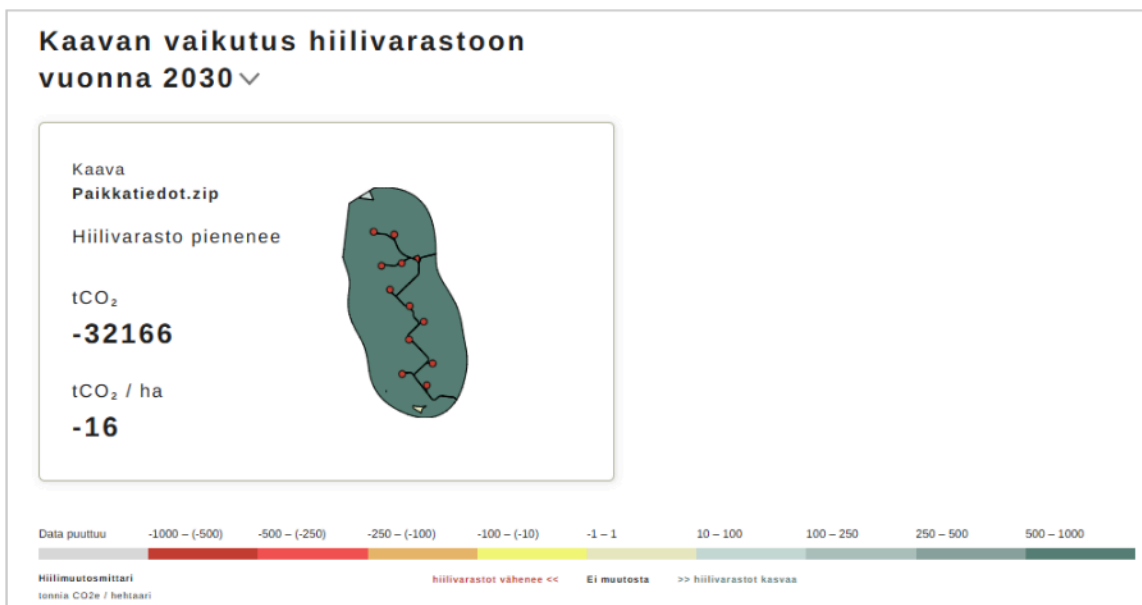 Kaavan vaikutus hiilivarastoon
vuonna 2030
Kaava
Paikkatiedot.zip
Hiilivarasto pienenee
tCO₂
-32166
tCO₂ / ha
-16
Data puuttuu -1000 – (-500) -500 – (-250) -250 – (-100) -100 – (-10) -1 – 1 10 – 100 100 – 250 250 – 500 500 – 1000
Hiilimuutosmittari hiilivarastot vähenee << Ei muutosta >> hiilivarastot kasvaa
tonnia CO2e / hehtaari